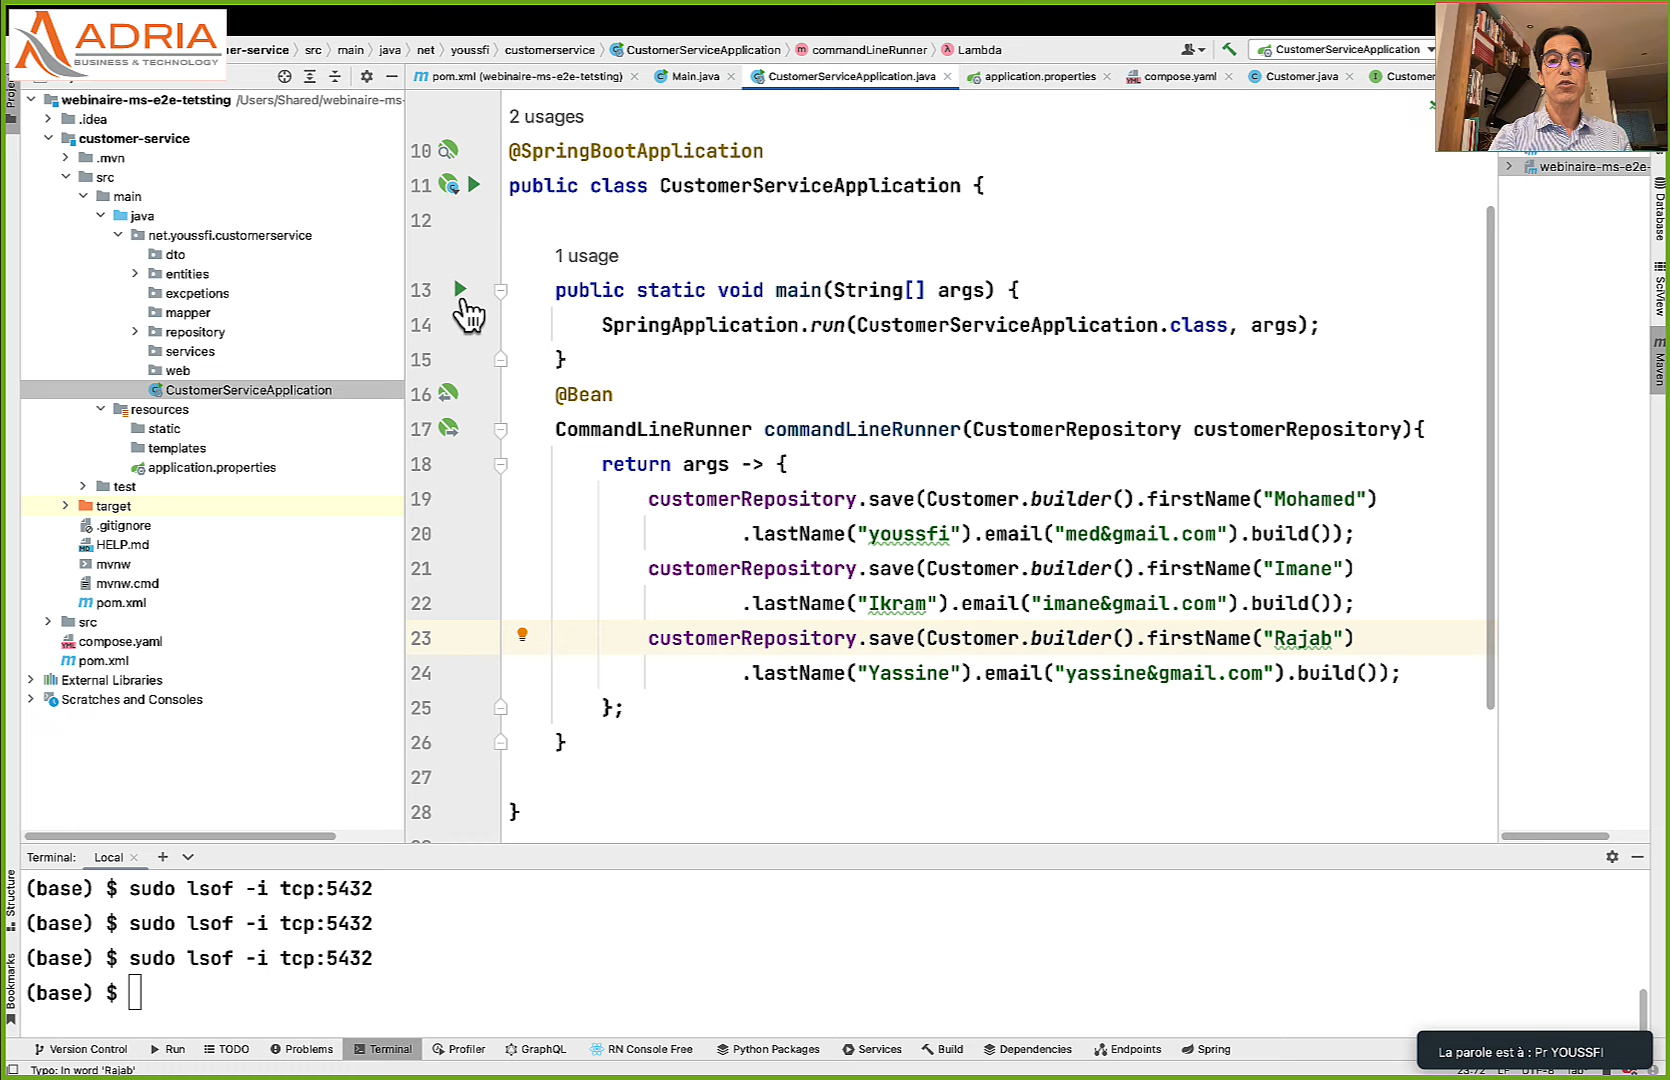 ADRIA
BUSINESS & TECHNOLOGY
er-service > src > main > java > net > youssfi > customerservice > CustomerServiceApplication > commandLineRunner > Lambda
CustomerServiceApplication
pom.xml (webinaire-ms-e2e-tetsting)
Main.java
CustomerServiceApplication.java
application.properties
compose.yaml
Customer.java
Custome
webinaire-ms-e2e-tetsting /Users/Shared/webinaire-ms-
.idea
customer-service
.mvn
src
main
java
net.youssfi.customerservice
dto
entities
excpetions
mapper
repository
services
web
CustomerServiceApplication
resources
static
templates
application.properties
test
target
.gitignore
HELP.md
mvnw
mvnw.cmd
pom.xml
src
compose.yaml
pom.xml
External Libraries
Scratches and Consoles
2 usages
10 @SpringBootApplication
11 public class CustomerServiceApplication {
12
1 usage
13 public static void main(String[] args) {
14 SpringApplication.run(CustomerServiceApplication.class, args);
15 }
16 @Bean
17 CommandLineRunner commandLineRunner(CustomerRepository customerRepository){
18 return args -> {
19 customerRepository.save(Customer.builder().firstName("Mohamed")
20 .lastName("youssfi").email("med&gmail.com").build());
21 customerRepository.save(Customer.builder().firstName("Imane")
22 .lastName("Ikram").email("imane&gmail.com").build());
23 customerRepository.save(Customer.builder().firstName("Rajab")
24 .lastName("Yassine").email("yassine&gmail.com").build());
25 };
26 }
27
28 }
webinaire-ms-e2e-
Database
SciView
Maven
Structure
Bookmarks
Terminal: Local
(base) $ sudo lsof -i tcp:5432
(base) $ sudo lsof -i tcp:5432
(base) $ sudo lsof -i tcp:5432
(base) $
Version Control Run TODO Problems Terminal Profiler GraphQL RN Console Free Python Packages Services Build Dependencies Endpoints Spring
La parole est à : Pr YOUSSFI
Typo: In word 'Rajab'